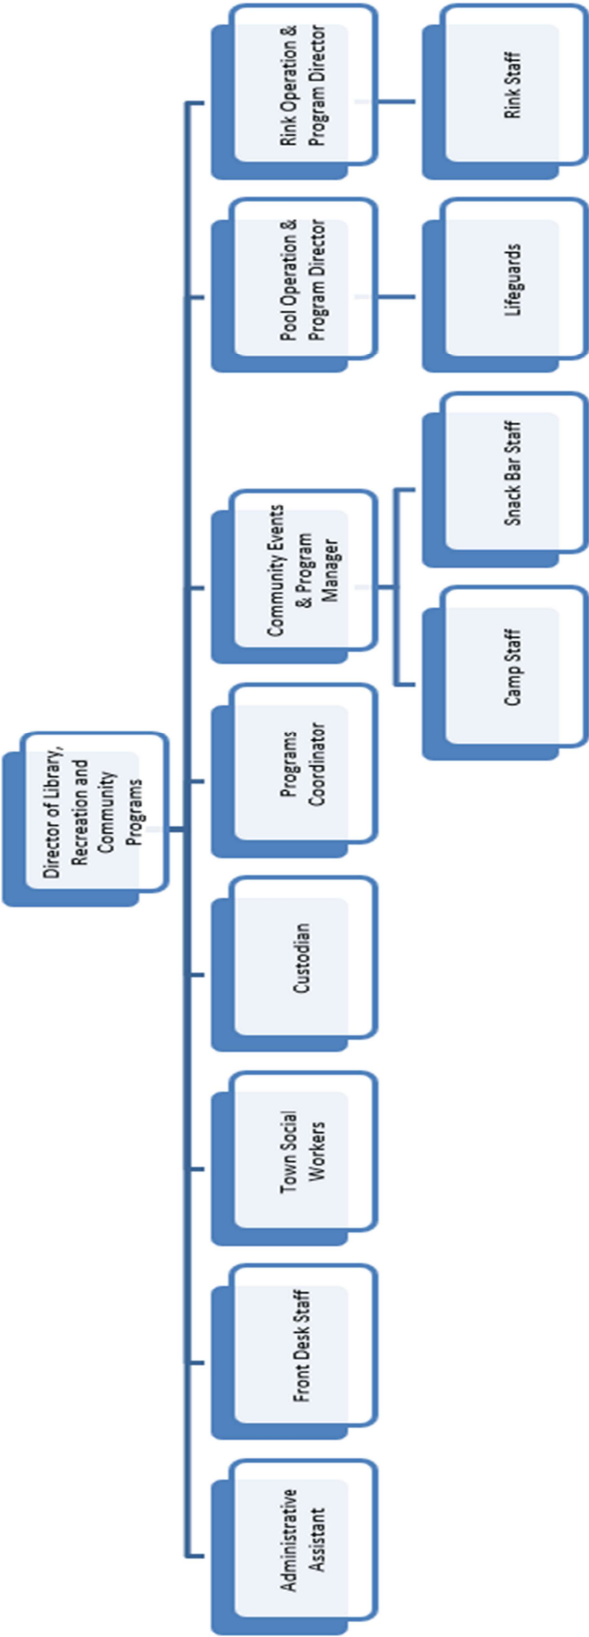 Director of Library,
Recreation and
Community
Programs
Administrative
Assistant
Front Desk Staff
Town Social
Workers
Custodian
Programs
Coordinator
Community Events
& Program
Manager
Pool Operation &
Program Director
Rink Operation &
Program Director
Camp Staff
Snack Bar Staff
Lifeguards
Rink Staff